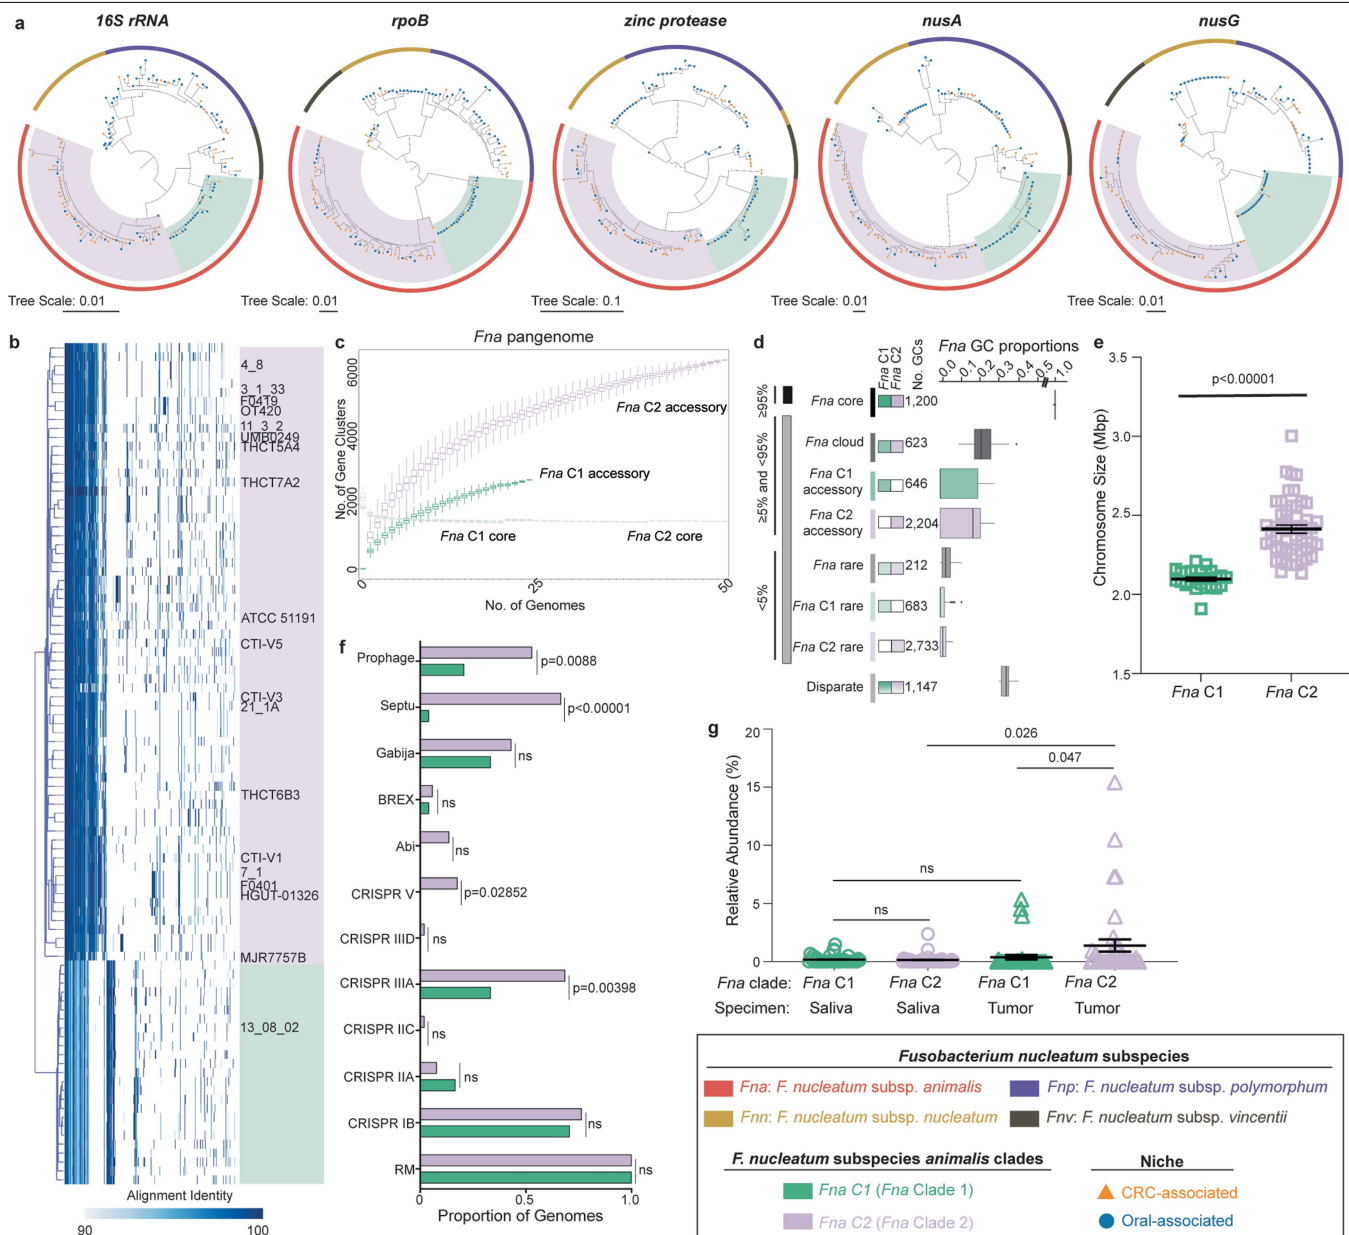 a
16S rRNA
rpoB
zinc protease
nusA
nusG
Tree Scale: 0.01
Tree Scale: 0.01
Tree Scale: 0.1
Tree Scale: 0.01
Tree Scale: 0.01
b
4_8
3_1_33
F0419
OT420
11_3_2
UMB0249
THCT5A4
THCT7A2
ATCC 51191
CTI-V5
CTI-V3
21_1A
THCT6B3
CTI-V1
7_1
F0401
HGUT-01326
MJR7757B
13_08_02
Alignment Identity
90
100
c
Fna pangenome
No. of Gene Clusters
6000
4000
2000
0
Fna C2 accessory
Fna C1 accessory
Fna C1 core
Fna C2 core
0
25
50
No. of Genomes
d
Fna C1
Fna C2
No. GCs
Fna GC proportions
0.0
0.1
0.2
0.3
0.4
0.5
1.0
≥95%
≥5% and <95%
<5%
Fna core
1,200
Fna cloud
623
Fna C1 accessory
646
Fna C2 accessory
2,204
Fna rare
212
Fna C1 rare
683
Fna C2 rare
2,733
Disparate
1,147
e
Chromosome Size (Mbp)
3.5
3.0
2.5
2.0
1.5
p<0.00001
Fna C1
Fna C2
f
Prophage
p=0.0088
Septu
p<0.00001
Gabija
ns
BREX
ns
Abi
ns
CRISPR V
p=0.02852
CRISPR IIID
ns
CRISPR IIIA
p=0.00398
CRISPR IIC
ns
CRISPR IIA
ns
CRISPR IB
ns
RM
ns
0
0.5
1.0
Proportion of Genomes
g
Relative Abundance (%)
20
15
10
5
0
0.026
0.047
ns
ns
Fna clade: Fna C1 Fna C2 Fna C1 Fna C2
Specimen: Saliva Saliva Tumor Tumor
Fusobacterium nucleatum subspecies
Fna: F. nucleatum subsp. animalis
Fnp: F. nucleatum subsp. polymorphum
Fnn: F. nucleatum subsp. nucleatum
Fnv: F. nucleatum subsp. vincentii
F. nucleatum subspecies animalis clades
Fna C1 (Fna Clade 1)
Fna C2 (Fna Clade 2)
Niche
CRC-associated
Oral-associated